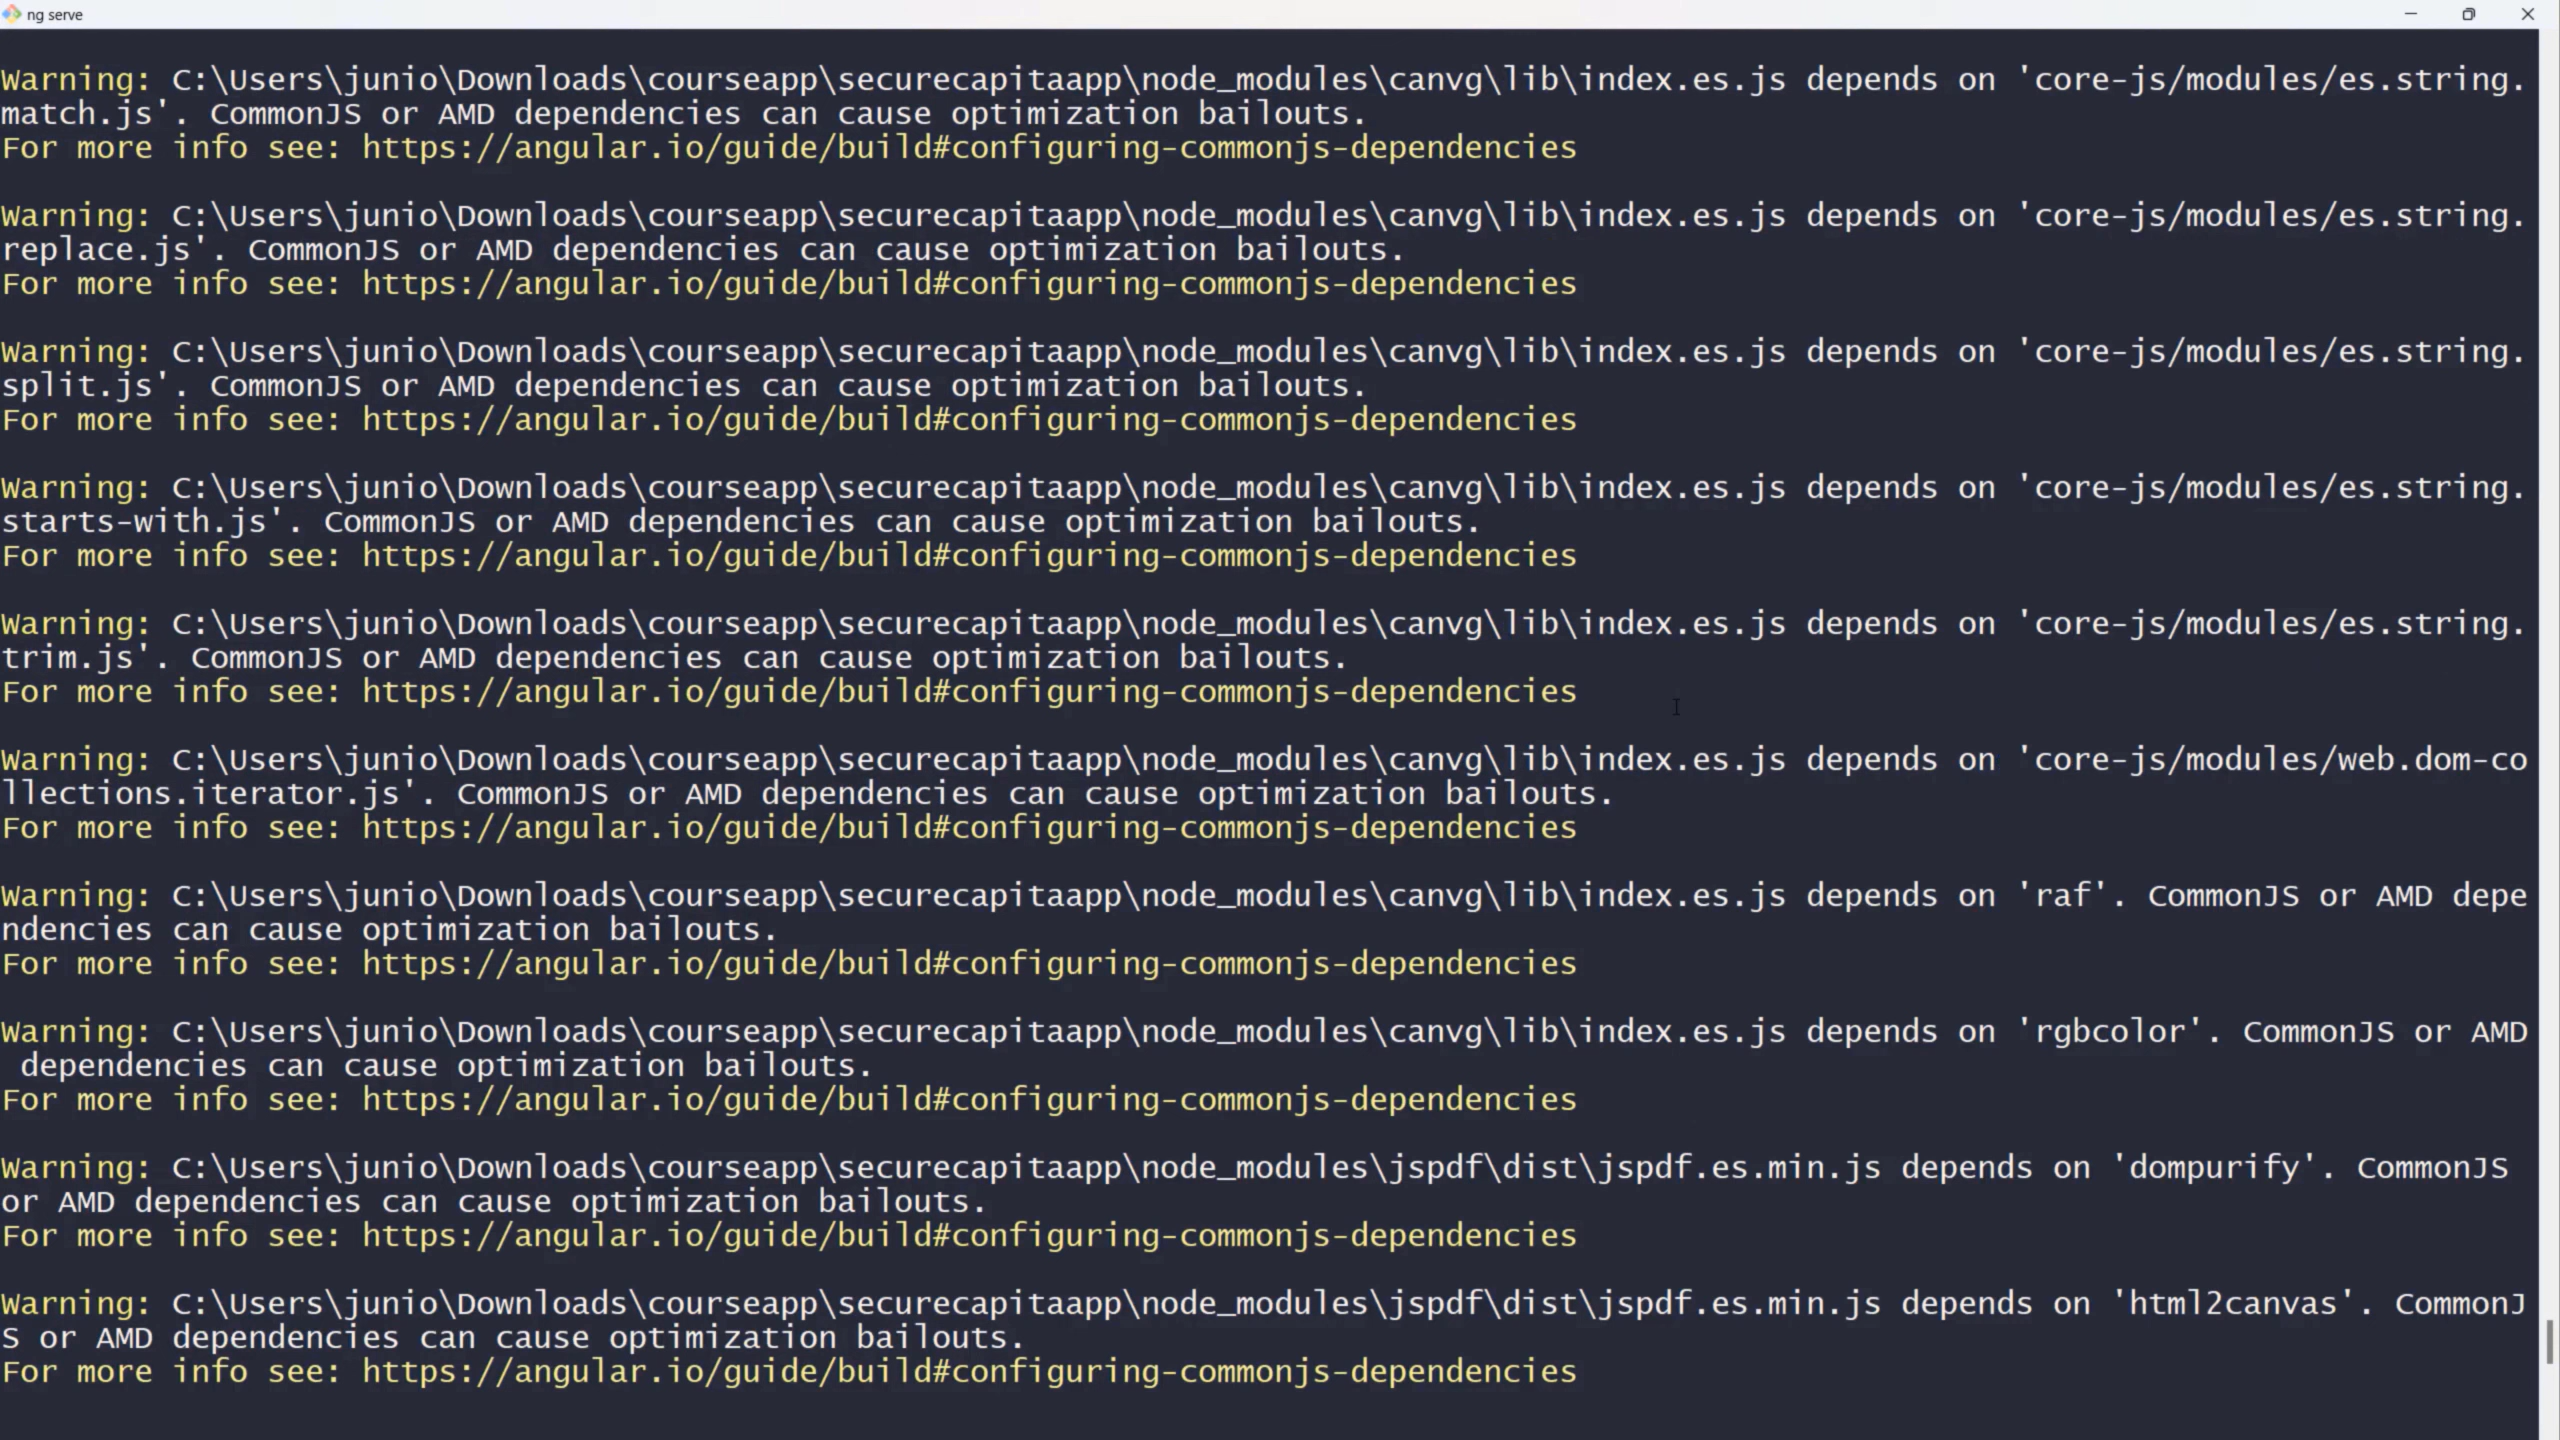 ng serve
Warning: C:\Users\junio\Downloads\courseapp\securecapitaapp\node_modules\canvg\lib\index.es.js depends on 'core-js/modules/es.string.
match.js'. CommonJS or AMD dependencies can cause optimization bailouts.
For more info see: https://angular.io/guide/build#configuring-commonjs-dependencies
Warning: C:\Users\junio\Downloads\courseapp\securecapitaapp\node_modules\canvg\lib\index.es.js depends on 'core-js/modules/es.string.
replace.js'. CommonJS or AMD dependencies can cause optimization bailouts.
For more info see: https://angular.io/guide/build#configuring-commonjs-dependencies
Warning: C:\Users\junio\Downloads\courseapp\securecapitaapp\node_modules\canvg\lib\index.es.js depends on 'core-js/modules/es.string.
split.js'. CommonJS or AMD dependencies can cause optimization bailouts.
For more info see: https://angular.io/guide/build#configuring-commonjs-dependencies
Warning: C:\Users\junio\Downloads\courseapp\securecapitaapp\node_modules\canvg\lib\index.es.js depends on 'core-js/modules/es.string.
starts-with.js'. CommonJS or AMD dependencies can cause optimization bailouts.
For more info see: https://angular.io/guide/build#configuring-commonjs-dependencies
Warning: C:\Users\junio\Downloads\courseapp\securecapitaapp\node_modules\canvg\lib\index.es.js depends on 'core-js/modules/es.string.
trim.js'. CommonJS or AMD dependencies can cause optimization bailouts.
For more info see: https://angular.io/guide/build#configuring-commonjs-dependencies
Warning: C:\Users\junio\Downloads\courseapp\securecapitaapp\node_modules\canvg\lib\index.es.js depends on 'core-js/modules/web.dom-co
llections.iterator.js'. CommonJS or AMD dependencies can cause optimization bailouts.
For more info see: https://angular.io/guide/build#configuring-commonjs-dependencies
Warning: C:\Users\junio\Downloads\courseapp\securecapitaapp\node_modules\canvg\lib\index.es.js depends on 'raf'. CommonJS or AMD depe
ndencies can cause optimization bailouts.
For more info see: https://angular.io/guide/build#configuring-commonjs-dependencies
Warning: C:\Users\junio\Downloads\courseapp\securecapitaapp\node_modules\canvg\lib\index.es.js depends on 'rgbcolor'. CommonJS or AMD
dependencies can cause optimization bailouts.
For more info see: https://angular.io/guide/build#configuring-commonjs-dependencies
Warning: C:\Users\junio\Downloads\courseapp\securecapitaapp\node_modules\jspdf\dist\jspdf.es.min.js depends on 'dompurify'. CommonJS
or AMD dependencies can cause optimization bailouts.
For more info see: https://angular.io/guide/build#configuring-commonjs-dependencies
Warning: C:\Users\junio\Downloads\courseapp\securecapitaapp\node_modules\jspdf\dist\jspdf.es.min.js depends on 'html2canvas'. CommonJ
S or AMD dependencies can cause optimization bailouts.
For more info see: https://angular.io/guide/build#configuring-commonjs-dependencies